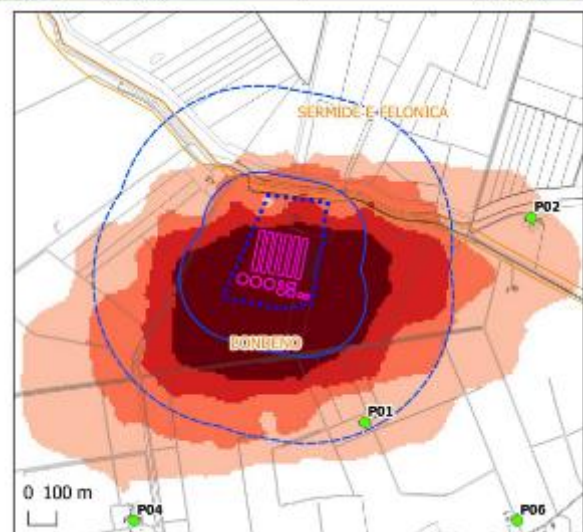 SERMIDE E FELONICA
P02
BONDENO
P01
0 100 m
P04
P06